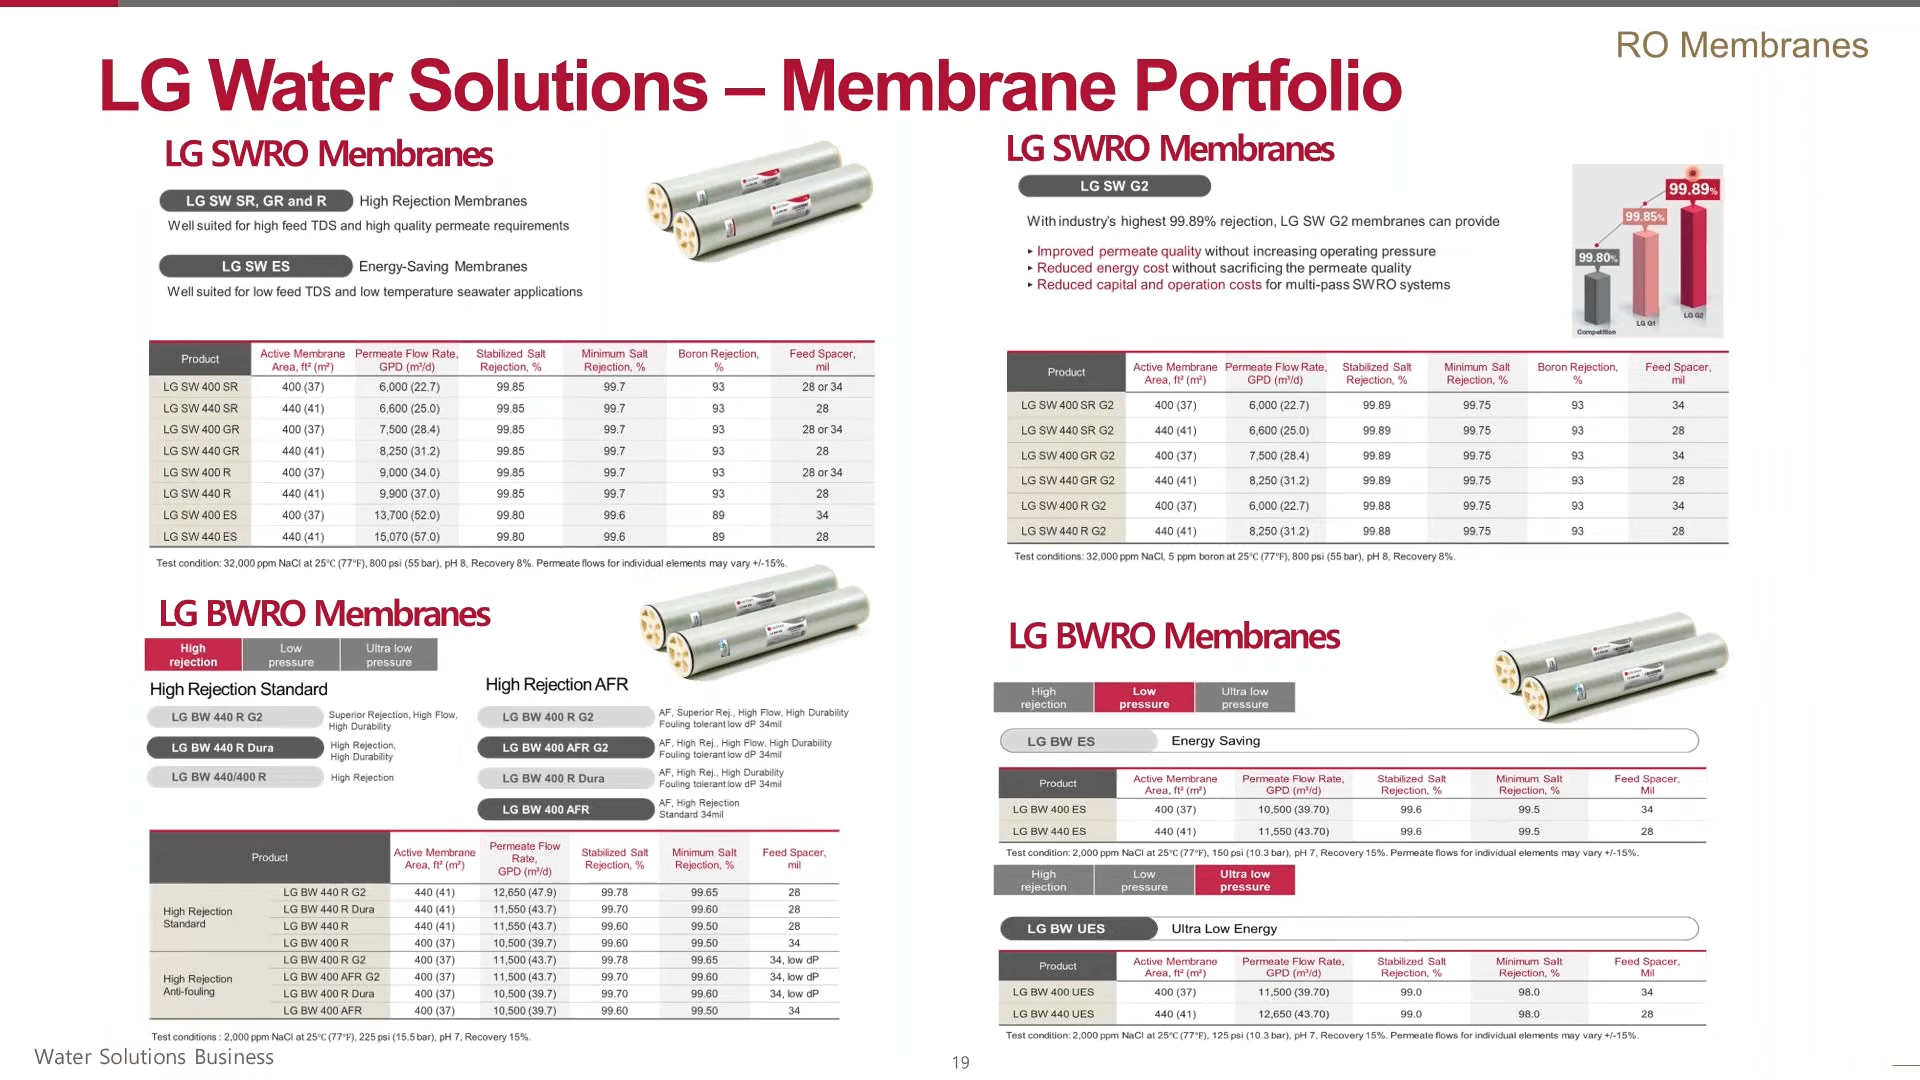 RO Membranes
LG Water Solutions – Membrane Portfolio
LG SWRO Membranes
LG SW SR, GR and R High Rejection Membranes
Well suited for high feed TDS and high quality permeate requirements
LG SW ES Energy-Saving Membranes
Well suited for low feed TDS and low temperature seawater applications
Product Active Membrane Area, ft² (m²) Permeate Flow Rate, GPD (m³/d) Stabilized Salt Rejection, % Minimum Salt Rejection, % Boron Rejection, % Feed Spacer, mil
LG SW 400 SR 400 (37) 6,000 (22.7) 99.85 99.7 93 28 or 34
LG SW 440 SR 440 (41) 6,600 (25.0) 99.85 99.7 93 28
LG SW 400 GR 400 (37) 7,500 (28.4) 99.85 99.7 93 28 or 34
LG SW 440 GR 440 (41) 8,250 (31.2) 99.85 99.7 93 28
LG SW 400 R 400 (37) 9,000 (34.0) 99.85 99.7 93 28 or 34
LG SW 440 R 440 (41) 9,900 (37.0) 99.85 99.7 93 28
LG SW 400 ES 400 (37) 13,700 (52.0) 99.80 99.6 89 34
LG SW 440 ES 440 (41) 15,070 (57.0) 99.80 99.6 89 28
Test condition: 32,000 ppm NaCl at 25℃ (77℉), 800 psi (55 bar), pH 8, Recovery 8%. Permeate flows for individual elements may vary +/-15%.
LG SWRO Membranes
LG SW G2
With industry's highest 99.89% rejection, LG SW G2 membranes can provide
▸ Improved permeate quality without increasing operating pressure
▸ Reduced energy cost without sacrificing the permeate quality
▸ Reduced capital and operation costs for multi-pass SWRO systems
99.89%
99.85%
99.80%
Competition LG G1 LG G2
Product Active Membrane Area, ft² (m²) Permeate Flow Rate, GPD (m³/d) Stabilized Salt Rejection, % Minimum Salt Rejection, % Boron Rejection, % Feed Spacer, mil
LG SW 400 SR G2 400 (37) 6,000 (22.7) 99.89 99.75 93 34
LG SW 440 SR G2 440 (41) 6,600 (25.0) 99.89 99.75 93 28
LG SW 400 GR G2 400 (37) 7,500 (28.4) 99.89 99.75 93 34
LG SW 440 GR G2 440 (41) 8,250 (31.2) 99.89 99.75 93 28
LG SW 400 R G2 400 (37) 6,000 (22.7) 99.88 99.75 93 34
LG SW 440 R G2 440 (41) 8,250 (31.2) 99.88 99.75 93 28
Test conditions: 32,000 ppm NaCl, 5 ppm boron at 25℃ (77℉), 800 psi (55 bar), pH 8, Recovery 8%.
LG BWRO Membranes
High rejection Low pressure Ultra low pressure
High Rejection Standard
LG BW 440 R G2 Superior Rejection, High Flow, High Durability
LG BW 440 R Dura High Rejection, High Durability
LG BW 440/400 R High Rejection
High Rejection AFR
LG BW 400 R G2 AF, Superior Rej., High Flow, High Durability Fouling tolerant low dP 34mil
LG BW 400 AFR G2 AF, High Rej., High Flow, High Durability Fouling tolerant low dP 34mil
LG BW 400 R Dura AF, High Rej., High Durability Fouling tolerant low dP 34mil
LG BW 400 AFR AF, High Rejection Standard 34mil
Product Active Membrane Area, ft² (m²) Permeate Flow Rate, GPD (m³/d) Stabilized Salt Rejection, % Minimum Salt Rejection, % Feed Spacer, mil
High Rejection Standard
LG BW 440 R G2 440 (41) 12,650 (47.9) 99.78 99.65 28
LG BW 440 R Dura 440 (41) 11,550 (43.7) 99.70 99.60 28
LG BW 440 R 440 (41) 11,550 (43.7) 99.60 99.50 28
LG BW 400 R 400 (37) 10,500 (39.7) 99.60 99.50 34
High Rejection Anti-fouling
LG BW 400 R G2 400 (37) 11,500 (43.7) 99.78 99.65 34, low dP
LG BW 400 AFR G2 400 (37) 11,500 (43.7) 99.70 99.60 34, low dP
LG BW 400 R Dura 400 (37) 10,500 (39.7) 99.70 99.60 34, low dP
LG BW 400 AFR 400 (37) 10,500 (39.7) 99.60 99.50 34
Test conditions : 2,000 ppm NaCl at 25℃ (77℉), 225 psi (15.5 bar), pH 7, Recovery 15%.
LG BWRO Membranes
High rejection Low pressure Ultra low pressure
LG BW ES Energy Saving
Product Active Membrane Area, ft² (m²) Permeate Flow Rate, GPD (m³/d) Stabilized Salt Rejection, % Minimum Salt Rejection, % Feed Spacer, Mil
LG BW 400 ES 400 (37) 10,500 (39.70) 99.6 99.5 34
LG BW 440 ES 440 (41) 11,550 (43.70) 99.6 99.5 28
Test condition: 2,000 ppm NaCl at 25℃ (77℉), 150 psi (10.3 bar), pH 7, Recovery 15%. Permeate flows for individual elements may vary +/-15%.
High rejection Low pressure Ultra low pressure
LG BW UES Ultra Low Energy
Product Active Membrane Area, ft² (m²) Permeate Flow Rate, GPD (m³/d) Stabilized Salt Rejection, % Minimum Salt Rejection, % Feed Spacer, Mil
LG BW 400 UES 400 (37) 11,500 (39.70) 99.0 98.0 34
LG BW 440 UES 440 (41) 12,650 (43.70) 99.0 98.0 28
Test condition: 2,000 ppm NaCl at 25℃ (77℉), 125 psi (10.3 bar), pH 7, Recovery 15%. Permeate flows for individual elements may vary +/-15%.
Water Solutions Business
19